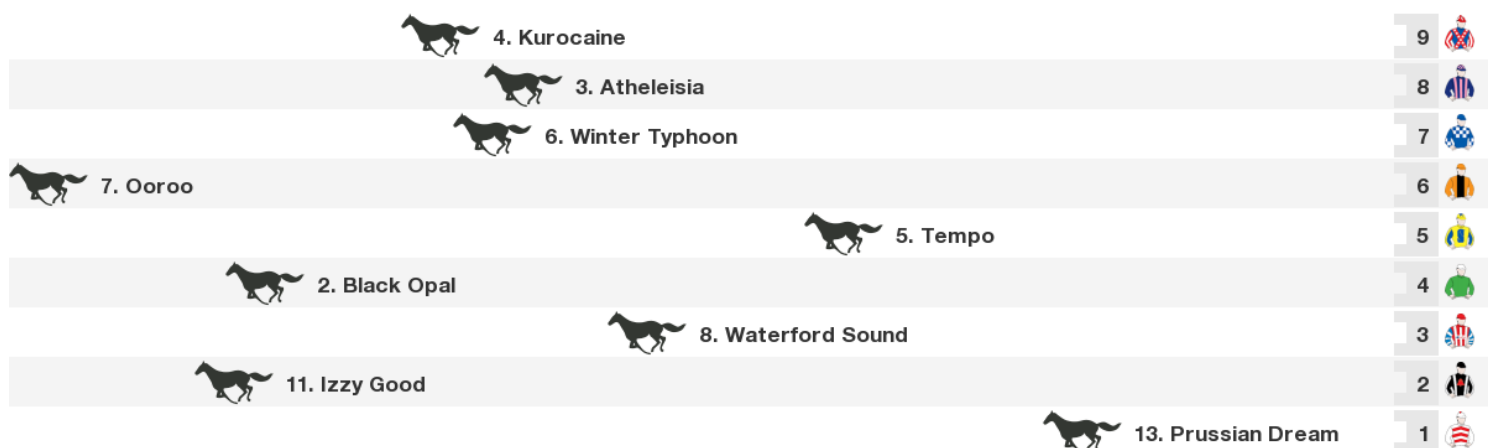 4. Kurocaine 9
3. Atheleisia 8
6. Winter Typhoon 7
7. Ooroo 6
5. Tempo 5
2. Black Opal 4
8. Waterford Sound 3
11. Izzy Good 2
13. Prussian Dream 1